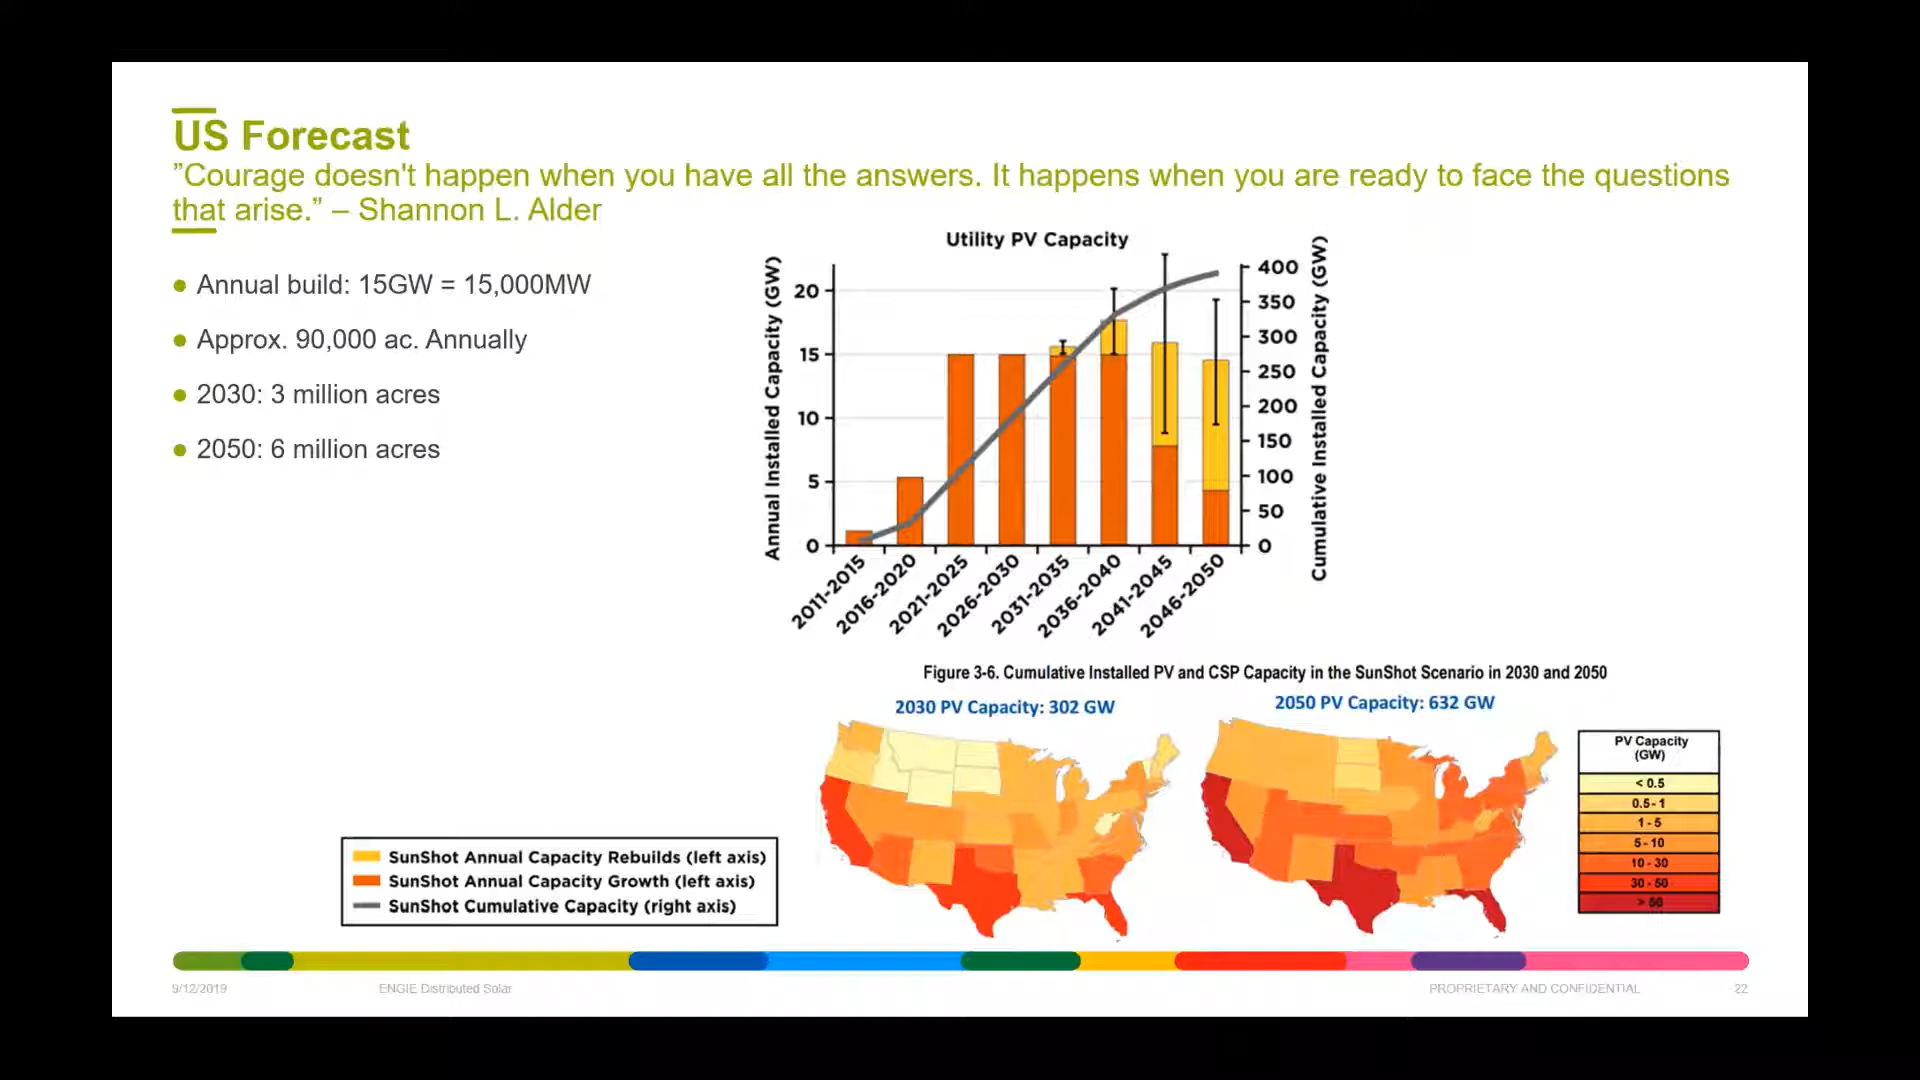 US Forecast
”Courage doesn't happen when you have all the answers. It happens when you are ready to face the questions
that arise.” – Shannon L. Alder
Annual build: 15GW = 15,000MW
Approx. 90,000 ac. Annually
2030: 3 million acres
2050: 6 million acres
Utility PV Capacity
Annual Installed Capacity (GW)
20
15
10
5
0
400
350
300
250
200
150
100
50
0
Cumulative Installed Capacity (GW)
2011-2015
2016-2020
2021-2025
2026-2030
2031-2035
2036-2040
2041-2045
2046-2050
Figure 3-6. Cumulative Installed PV and CSP Capacity in the SunShot Scenario in 2030 and 2050
2030 PV Capacity: 302 GW
2050 PV Capacity: 632 GW
PV Capacity
(GW)
< 0.5
0.5 - 1
1 - 5
5 - 10
10 - 30
30 - 50
> 50
SunShot Annual Capacity Rebuilds (left axis)
SunShot Annual Capacity Growth (left axis)
SunShot Cumulative Capacity (right axis)
9/12/2019
ENGIE Distributed Solar
PROPRIETARY AND CONFIDENTIAL
22